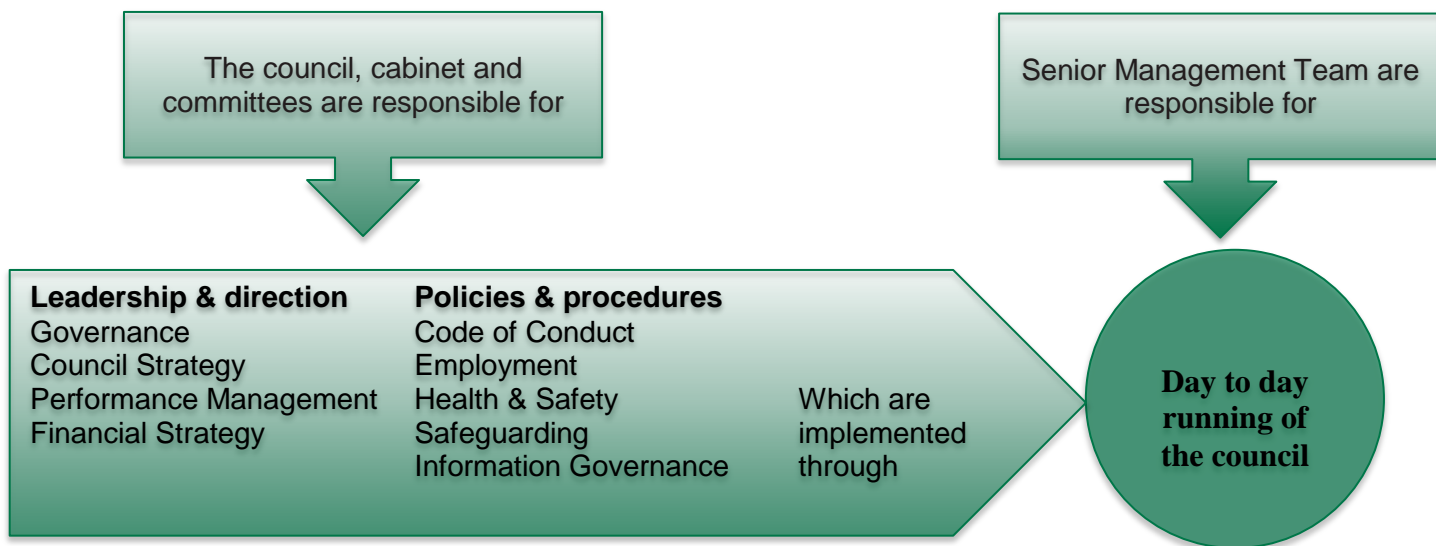 The council, cabinet and
committees are responsible for
Senior Management Team are
responsible for
Leadership & direction
Governance
Council Strategy
Performance Management
Financial Strategy
Policies & procedures
Code of Conduct
Employment
Health & Safety
Safeguarding
Information Governance
Which are
implemented
through
Day to day
running of
the council